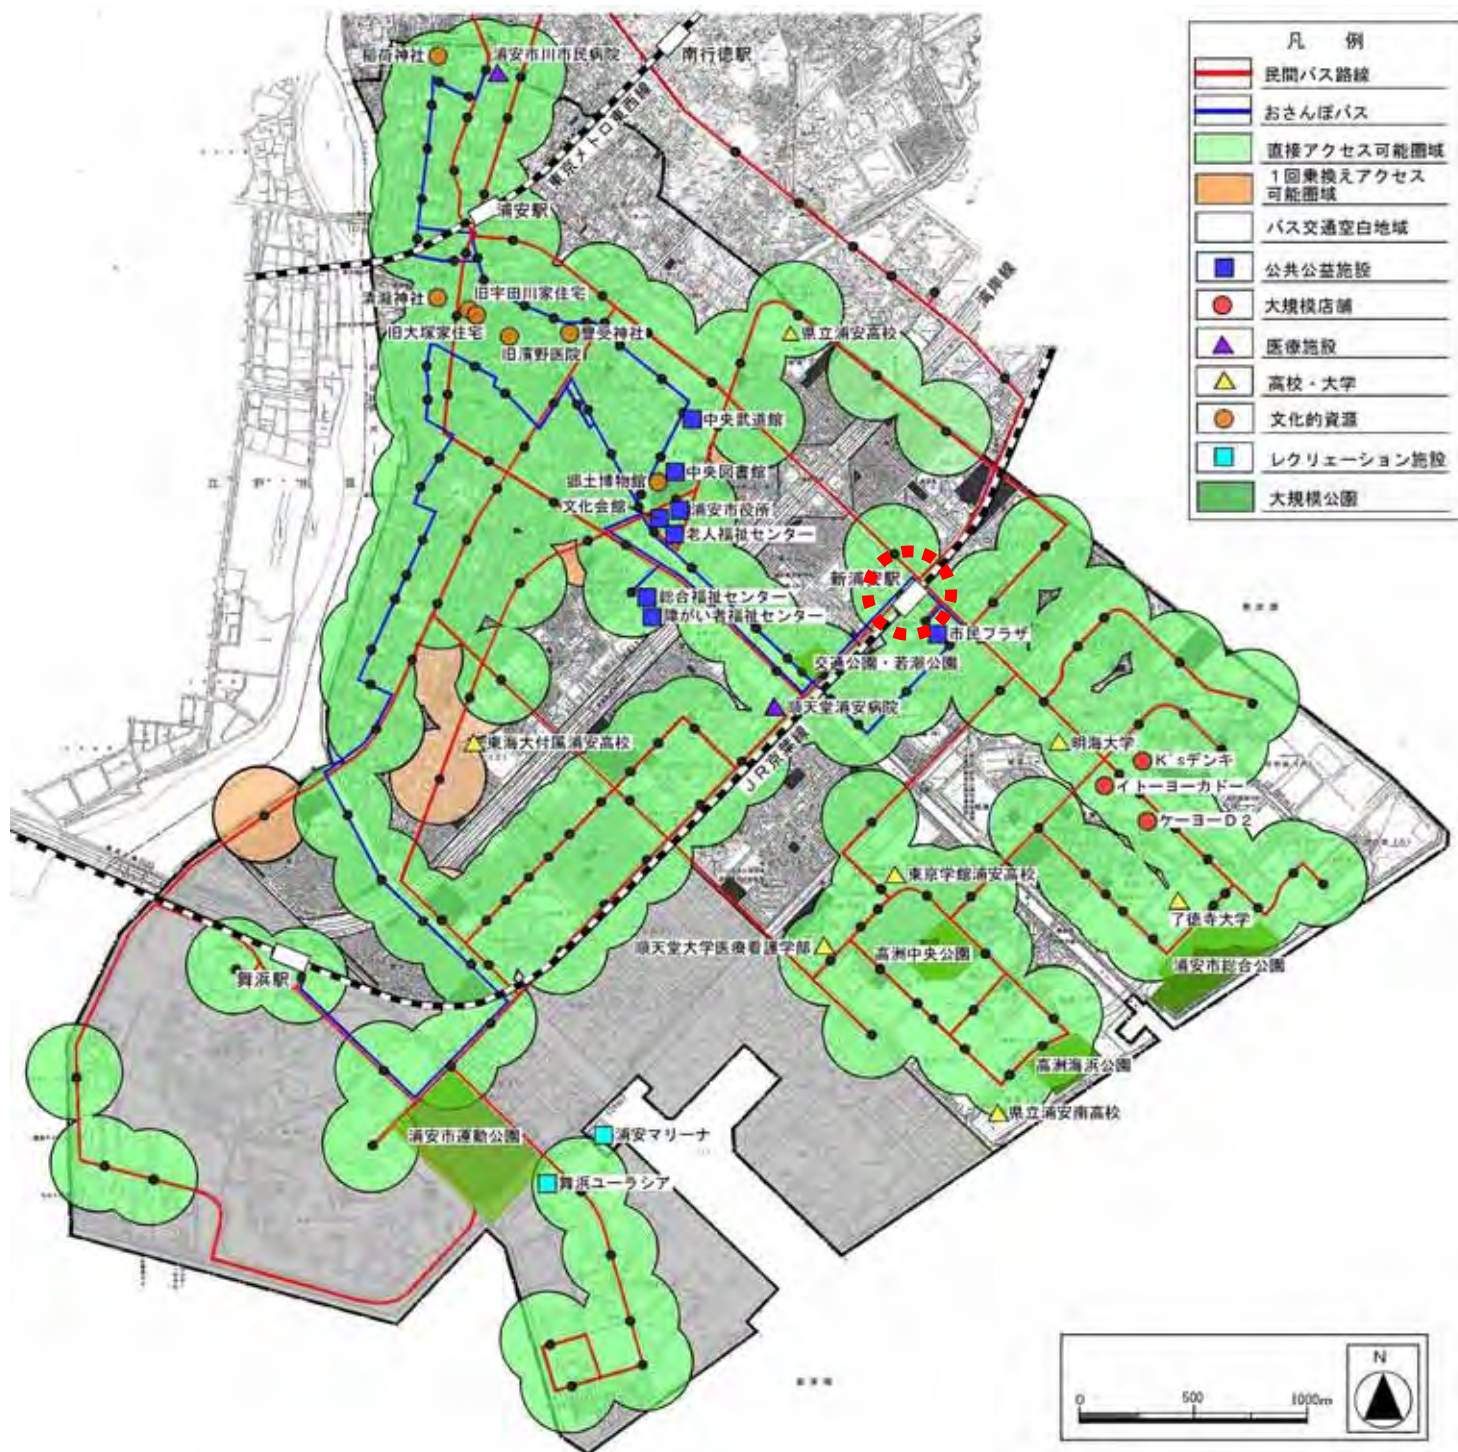 凡　例
民間バス路線
おさんぽバス
直接アクセス可能圏域
１回乗換えアクセス
可能圏域
バス交通空白地域
公共公益施設
大規模店舗
医療施設
高校・大学
文化的資源
レクリェーション施設
大規模公園
稲荷神社
浦安市川市民病院
南行徳駅
東京メトロ東西線
浦安駅
湾岸線
清瀧神社
旧宇田川家住宅
旧大塚家住宅
豊受神社
旧濱野医院
県立浦安高校
中央武道館
中央図書館
郷土博物館
文化会館
浦安市役所
老人福祉センター
新浦安駅
総合福祉センター
障がい者福祉センター
市民プラザ
交通公園・若潮公園
順天堂浦安病院
東海大付属浦安高校
JR京葉線
明海大学
K'sデンキ
イトーヨーカドー
ケーヨーD2
東京学館浦安高校
了徳寺大学
順天堂大学医療看護学部
高洲中央公園
浦安市総合公園
舞浜駅
高洲海浜公園
県立浦安南高校
浦安市運動公園
浦安マリーナ
舞浜ユーラシア
N
0
500
1000m